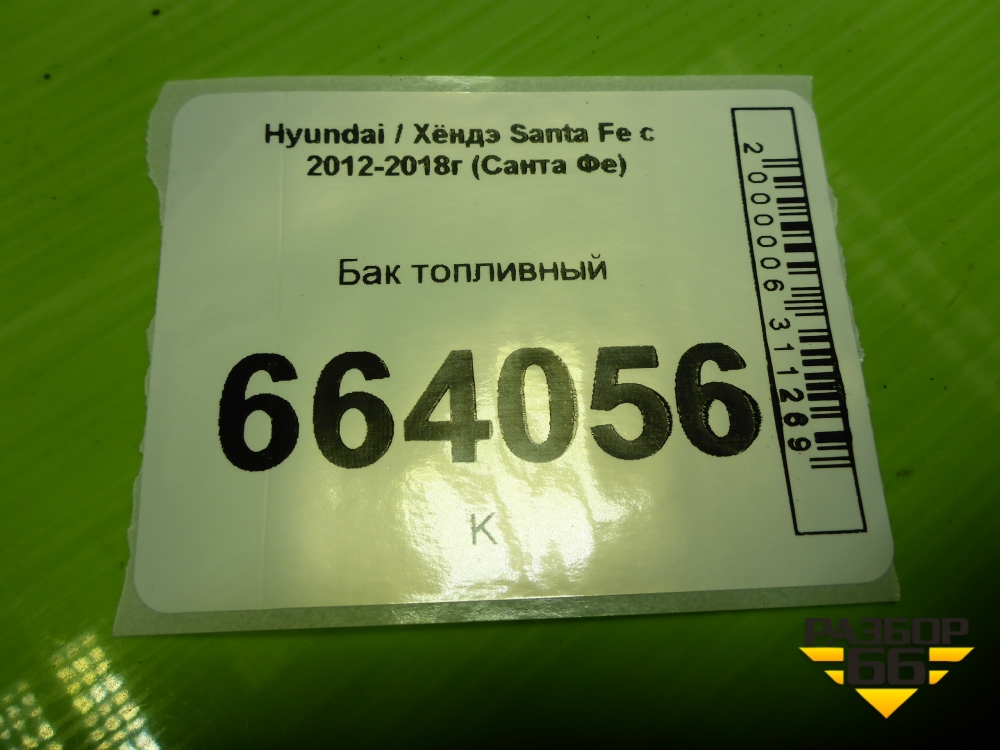 Hyundai / Хёндэ Santa Fe с
2012-2018г (Санта Фе)
Бак топливный
664056
К
2000006311269
РАЗБОР
66